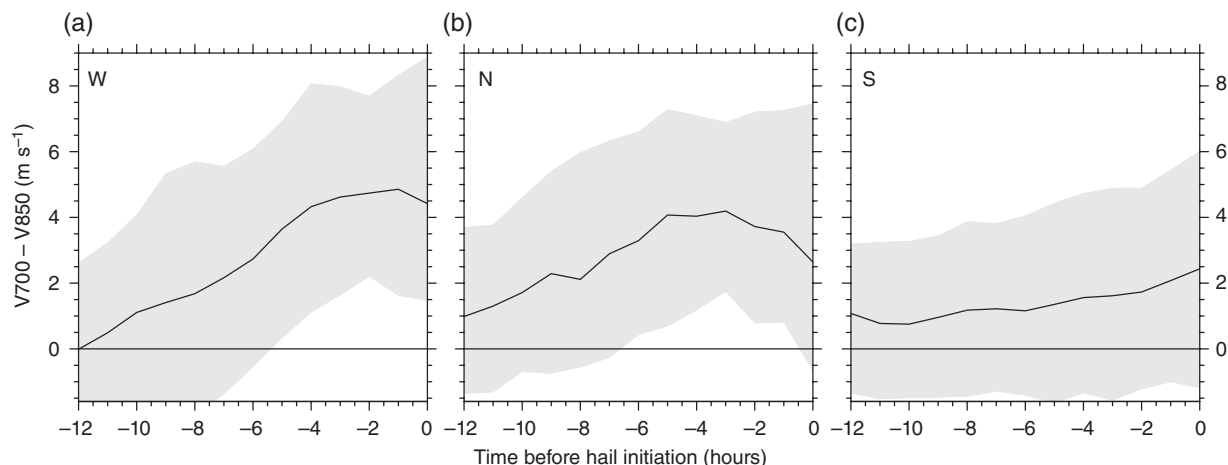 (a) (b) (c)
W N S
V700 – V850 (m s⁻¹)
8 8
6 6
4 4
2 2
0 0
–12 –10 –8 –6 –4 –2 0 –12 –10 –8 –6 –4 –2 0 –12 –10 –8 –6 –4 –2 0
Time before hail initiation (hours)